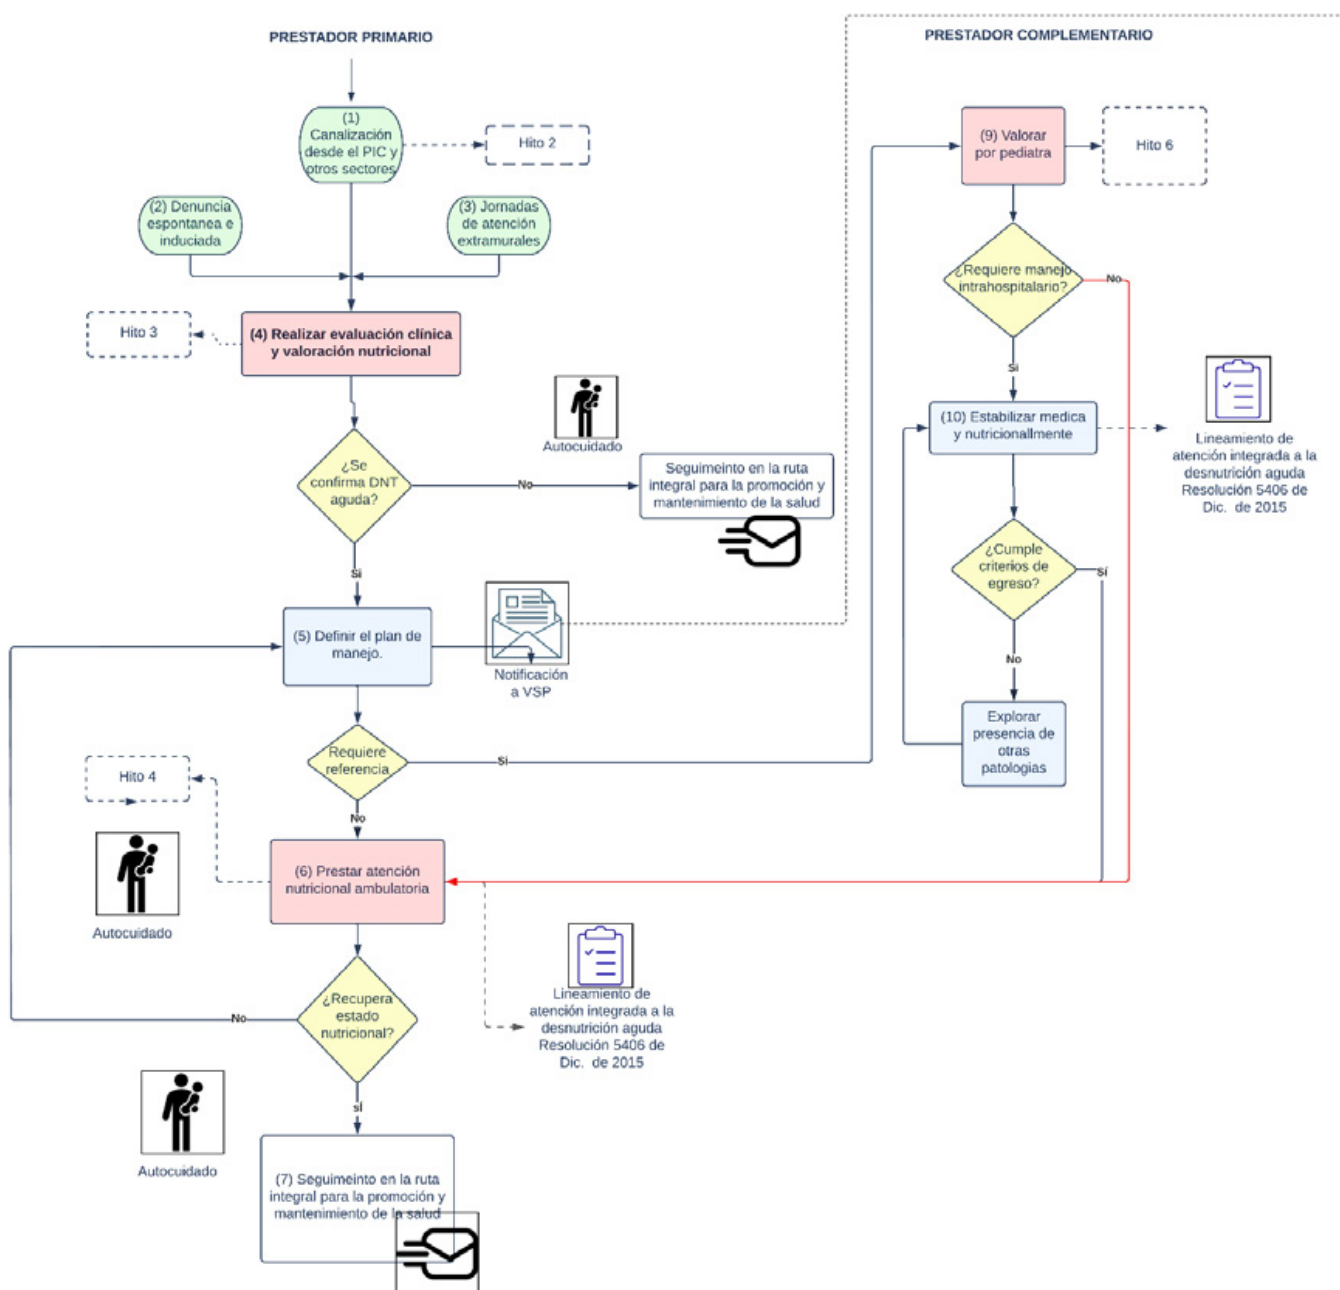 PRESTADOR PRIMARIO
(1)
Canalización
desde el PIC y
otros sectores
Hito 2
(2) Denuncia
espontanea e
induciada
(3) Jornadas
de atención
extramurales
Hito 3
(4) Realizar evaluación clínica
y valoración nutricional
¿Se
confirma DNT
aguda?
No
Autocuidado
Seguimeinto en la ruta
integral para la promoción y
mantenimiento de la salud
Si
(5) Definir el plan de
manejo.
Notificación
a VSP
Requiere
referencia
Si
No
Hito 4
Autocuidado
(6) Prestar atención
nutricional ambulatoria
Lineamiento de
atención integrada a la
desnutrición aguda
Resolución 5406 de
Dic. de 2015
¿Recupera
estado
nutricional?
No
sí
Autocuidado
(7) Seguimeinto en la ruta
integral para la promoción y
mantenimiento de la salud
PRESTADOR COMPLEMENTARIO
(9) Valorar
por pediatra
Hito 6
¿Requiere manejo
intrahospitalario?
No
Si
(10) Estabilizar medica
y nutricionallmente
Lineamiento de
atención integrada a la
desnutrición aguda
Resolución 5406 de
Dic. de 2015
¿Cumple
criterios de
egreso?
Sí
No
Explorar
presencia de
otras
patologias